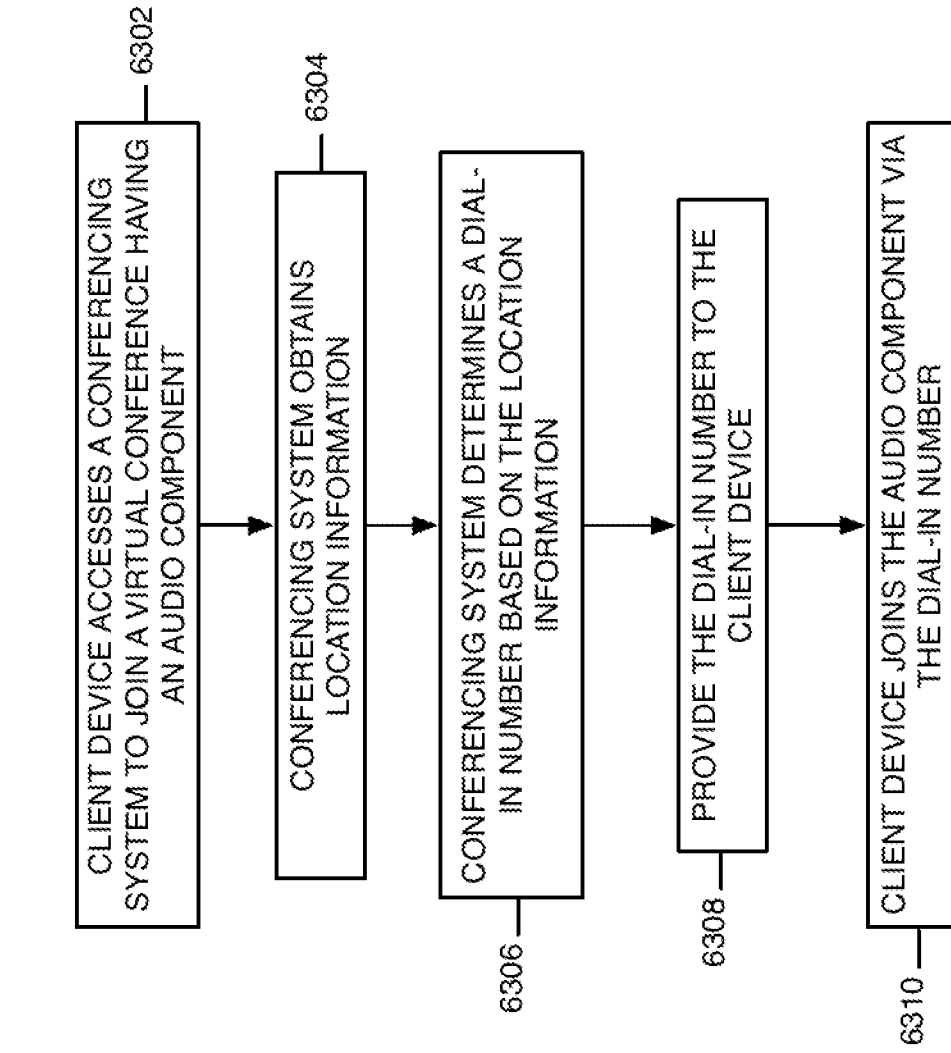 CLIENT DEVICE ACCESSES A CONFERENCING
SYSTEM TO JOIN A VIRTUAL CONFERENCE HAVING
AN AUDIO COMPONENT
6302
CONFERENCING SYSTEM OBTAINS
LOCATION INFORMATION
6304
CONFERENCING SYSTEM DETERMINES A DIAL-
IN NUMBER BASED ON THE LOCATION
INFORMATION
6306
PROVIDE THE DIAL-IN NUMBER TO THE
CLIENT DEVICE
6308
CLIENT DEVICE JOINS THE AUDIO COMPONENT VIA
THE DIAL-IN NUMBER
6310